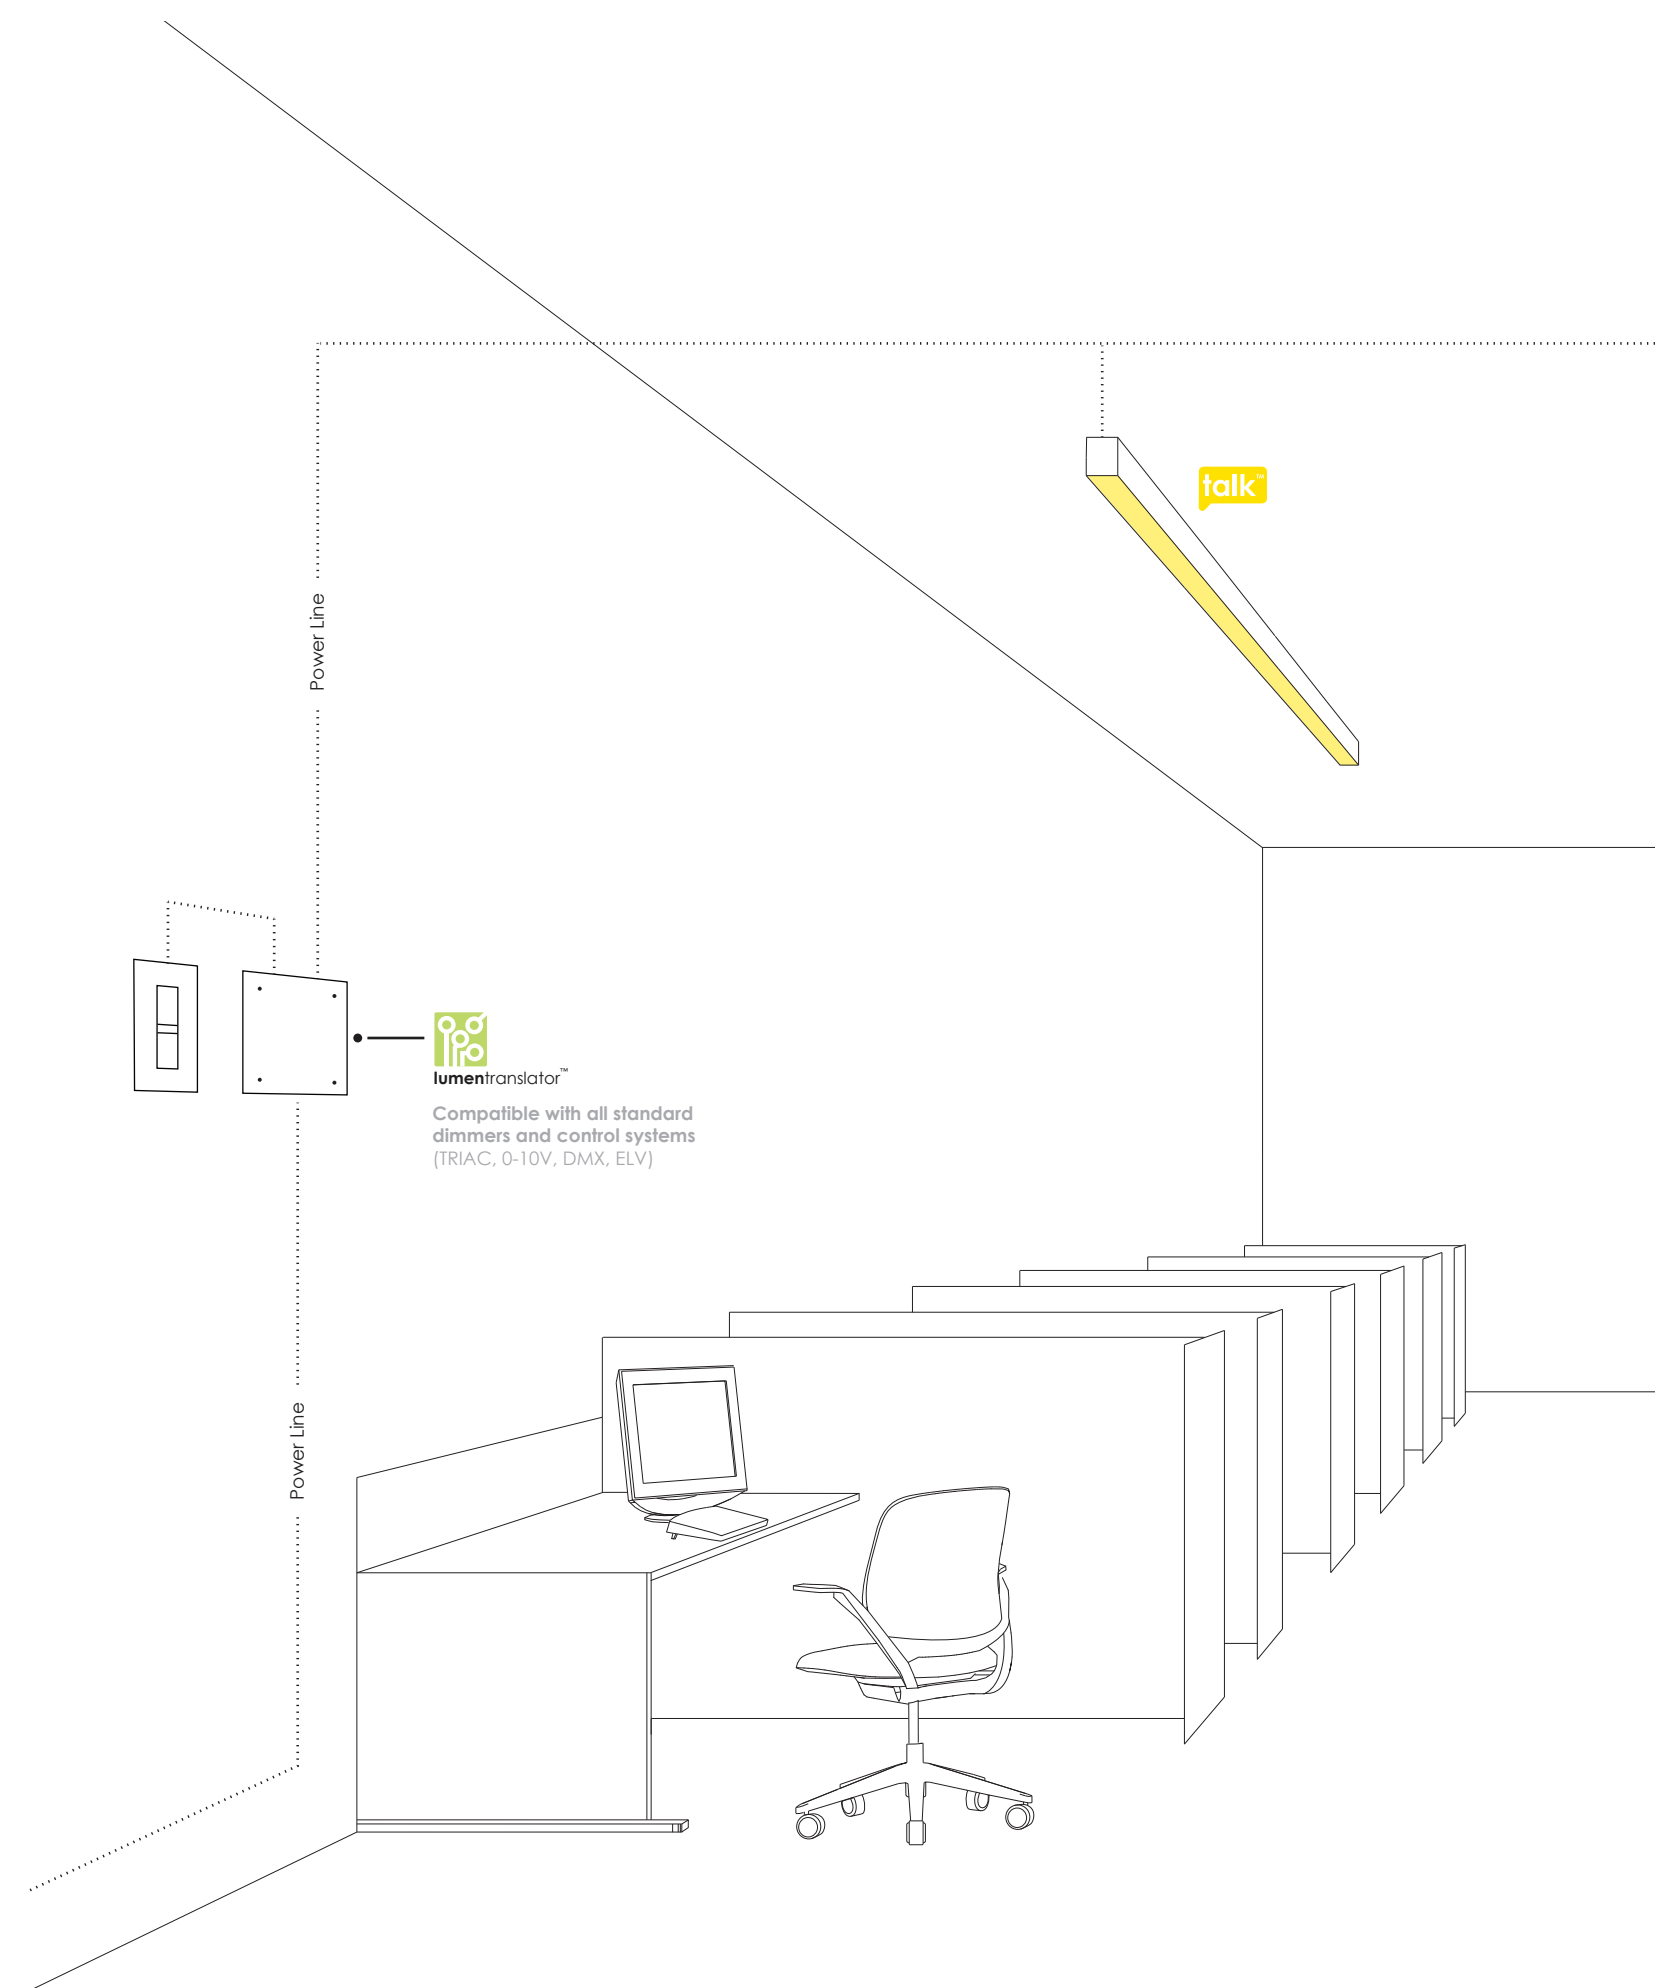 talk™
Power Line
lumentranslator™
Compatible with all standard
dimmers and control systems
(TRIAC, 0-10V, DMX, ELV)
Power Line